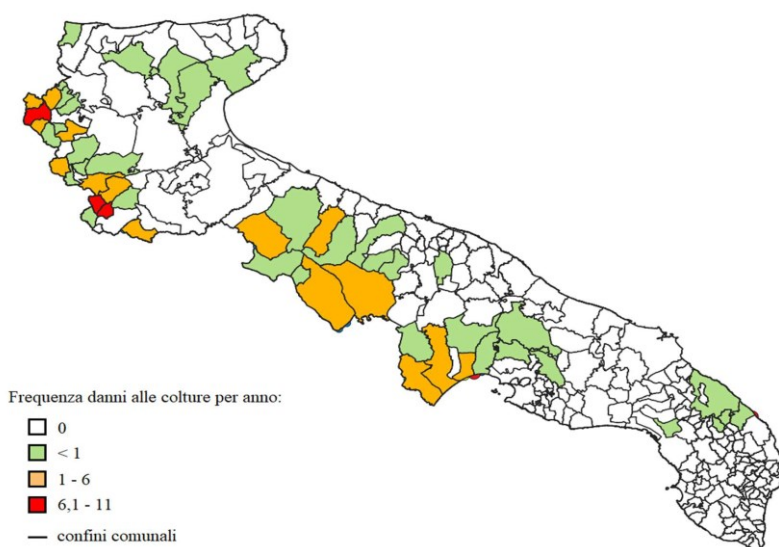 Frequenza danni alle colture per anno:
0
< 1
1 - 6
6,1 - 11
confini comunali